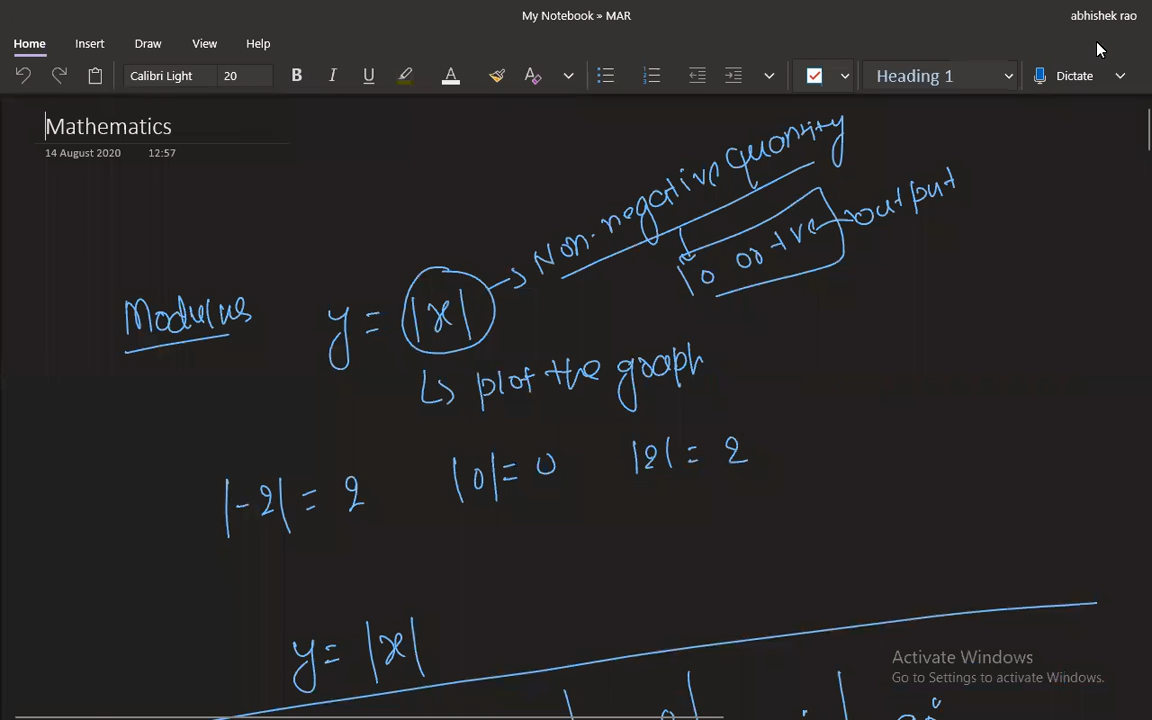 My Notebook » MAR
abhishek rao
Home Insert Draw View Help
Calibri Light 20 B I U A A Heading 1 Dictate
Mathematics
14 August 2020 12:57
Non-negative quantity
0 or +ve output
Modulus y = |x|
↳ plot the graph
|-2| = 2 |0| = 0 |2| = 2
y = |x|
Activate Windows
Go to Settings to activate Windows.